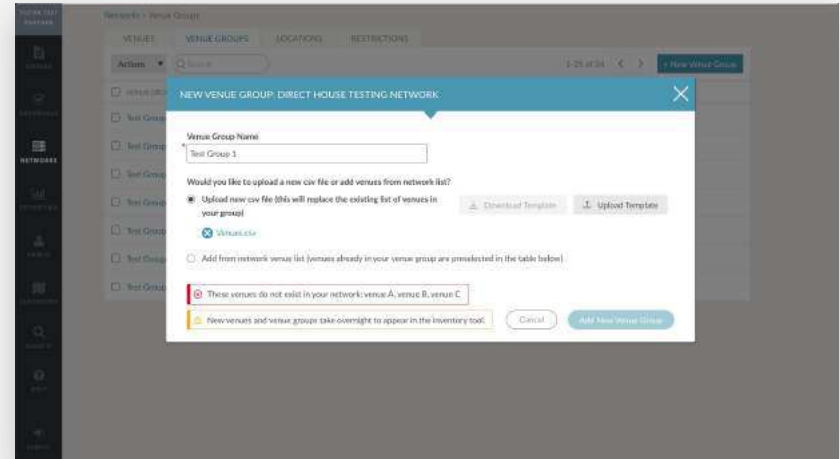 Networks > Venue Groups
VENUES VENUE GROUPS LOCATIONS RESTRICTIONS
Actions Search 1-25 of 34 + New Venue Group
NEW VENUE GROUP: DIRECT HOUSE TESTING NETWORK
Venue Group Name
* Test Group 1
Would you like to upload a new csv file or add venues from network list?
Upload new csv file (this will replace the existing list of venues in
your group)
Download Template Upload Template
Venues.csv
Add from network venue list (venues already in your venue group are preselected in the table below)
These venues do not exist in your network: venue A, venue B, venue C
New venues and venue groups take overnight to appear in the inventory tool.
Cancel Add New Venue Group
Test Group
Test Group
Test Group
Test Group
Test Group
Test Group
Test Group
NETWORKS